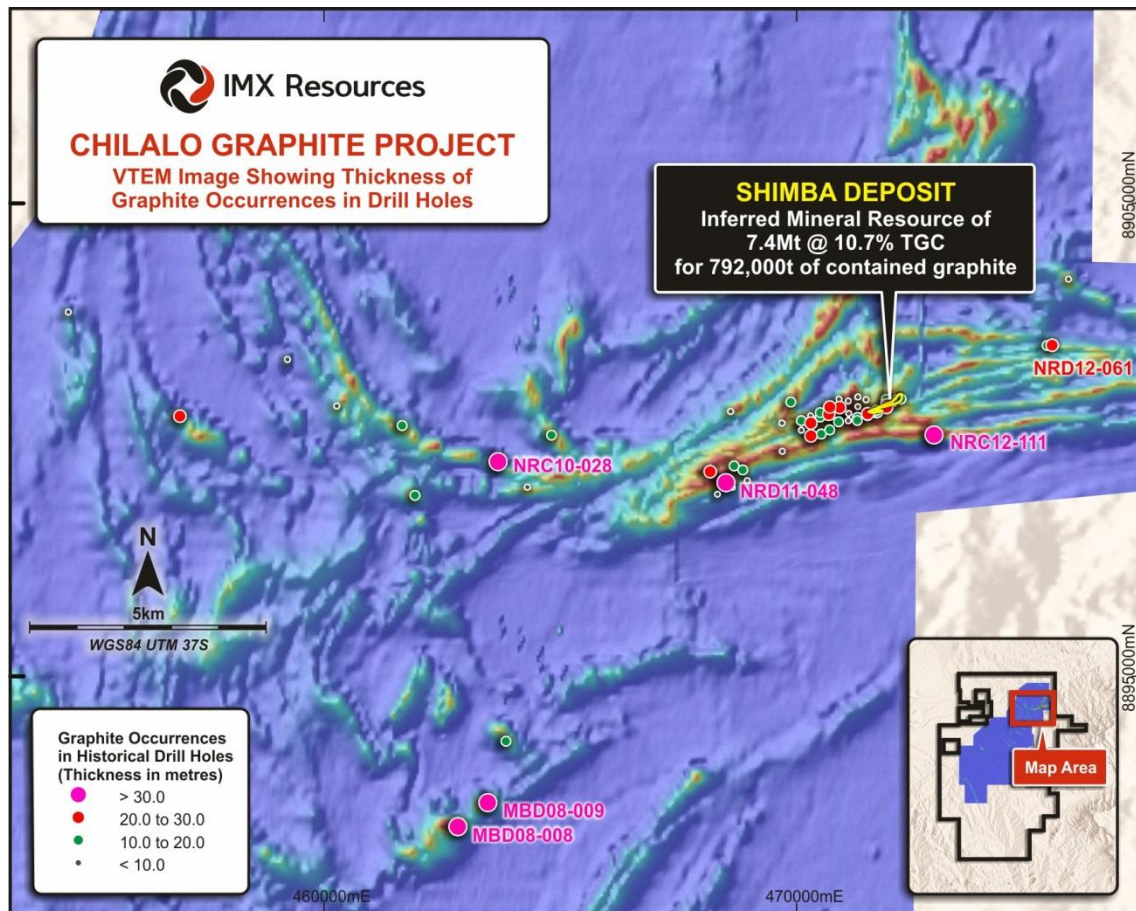 IMX Resources
CHILALO GRAPHITE PROJECT
VTEM Image Showing Thickness of
Graphite Occurrences in Drill Holes
SHIMBA DEPOSIT
Inferred Mineral Resource of
7.4Mt @ 10.7% TGC
for 792,000t of contained graphite
8905000mN
NRD12-061
NRC12-111
NRC10-028
NRD11-048
N
5km
WGS84 UTM 37S
8895000mN
Graphite Occurrences
in Historical Drill Holes
(Thickness in metres)
> 30.0
20.0 to 30.0
10.0 to 20.0
< 10.0
MBD08-009
MBD08-008
Map Area
460000mE
470000mE